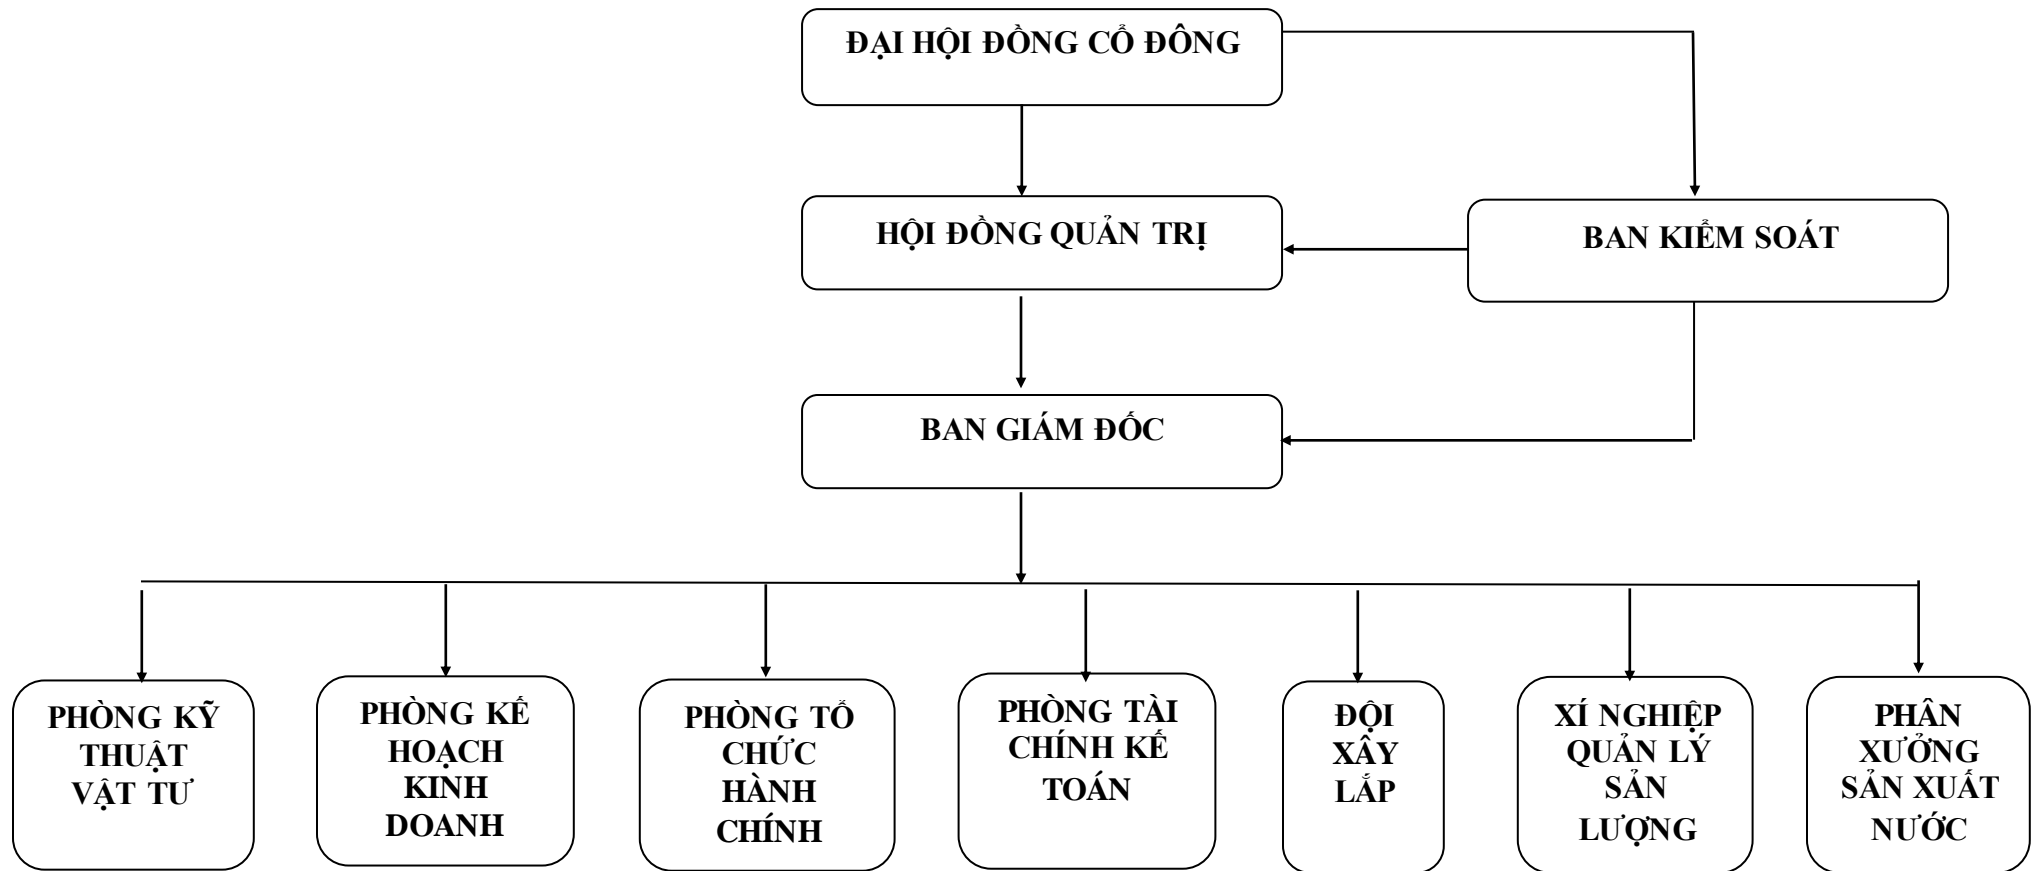 ĐẠI HỘI ĐỒNG CỔ ĐÔNG
HỘI ĐỒNG QUẢN TRỊ
BAN KIỂM SOÁT
BAN GIÁM ĐỐC
PHÒNG KỸ
THUẬT
VẬT TƯ
PHÒNG KẾ
HOẠCH
KINH
DOANH
PHÒNG TỔ
CHỨC
HÀNH
CHÍNH
PHÒNG TÀI
CHÍNH KẾ
TOÁN
ĐỘI
XÂY
LẮP
XÍ NGHIỆP
QUẢN LÝ
SẢN
LƯỢNG
PHÂN
XƯỞNG
SẢN XUẤT
NƯỚC